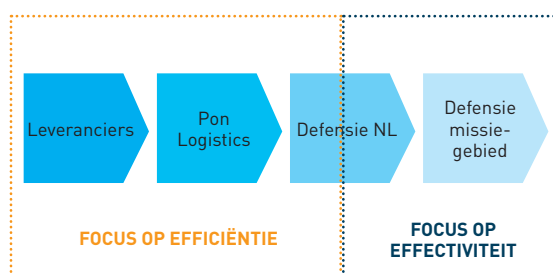 Leveranciers
Pon
Logistics
Defensie NL
Defensie
missie-
gebied
FOCUS OP EFFICIËNTIE
FOCUS OP
EFFECTIVITEIT